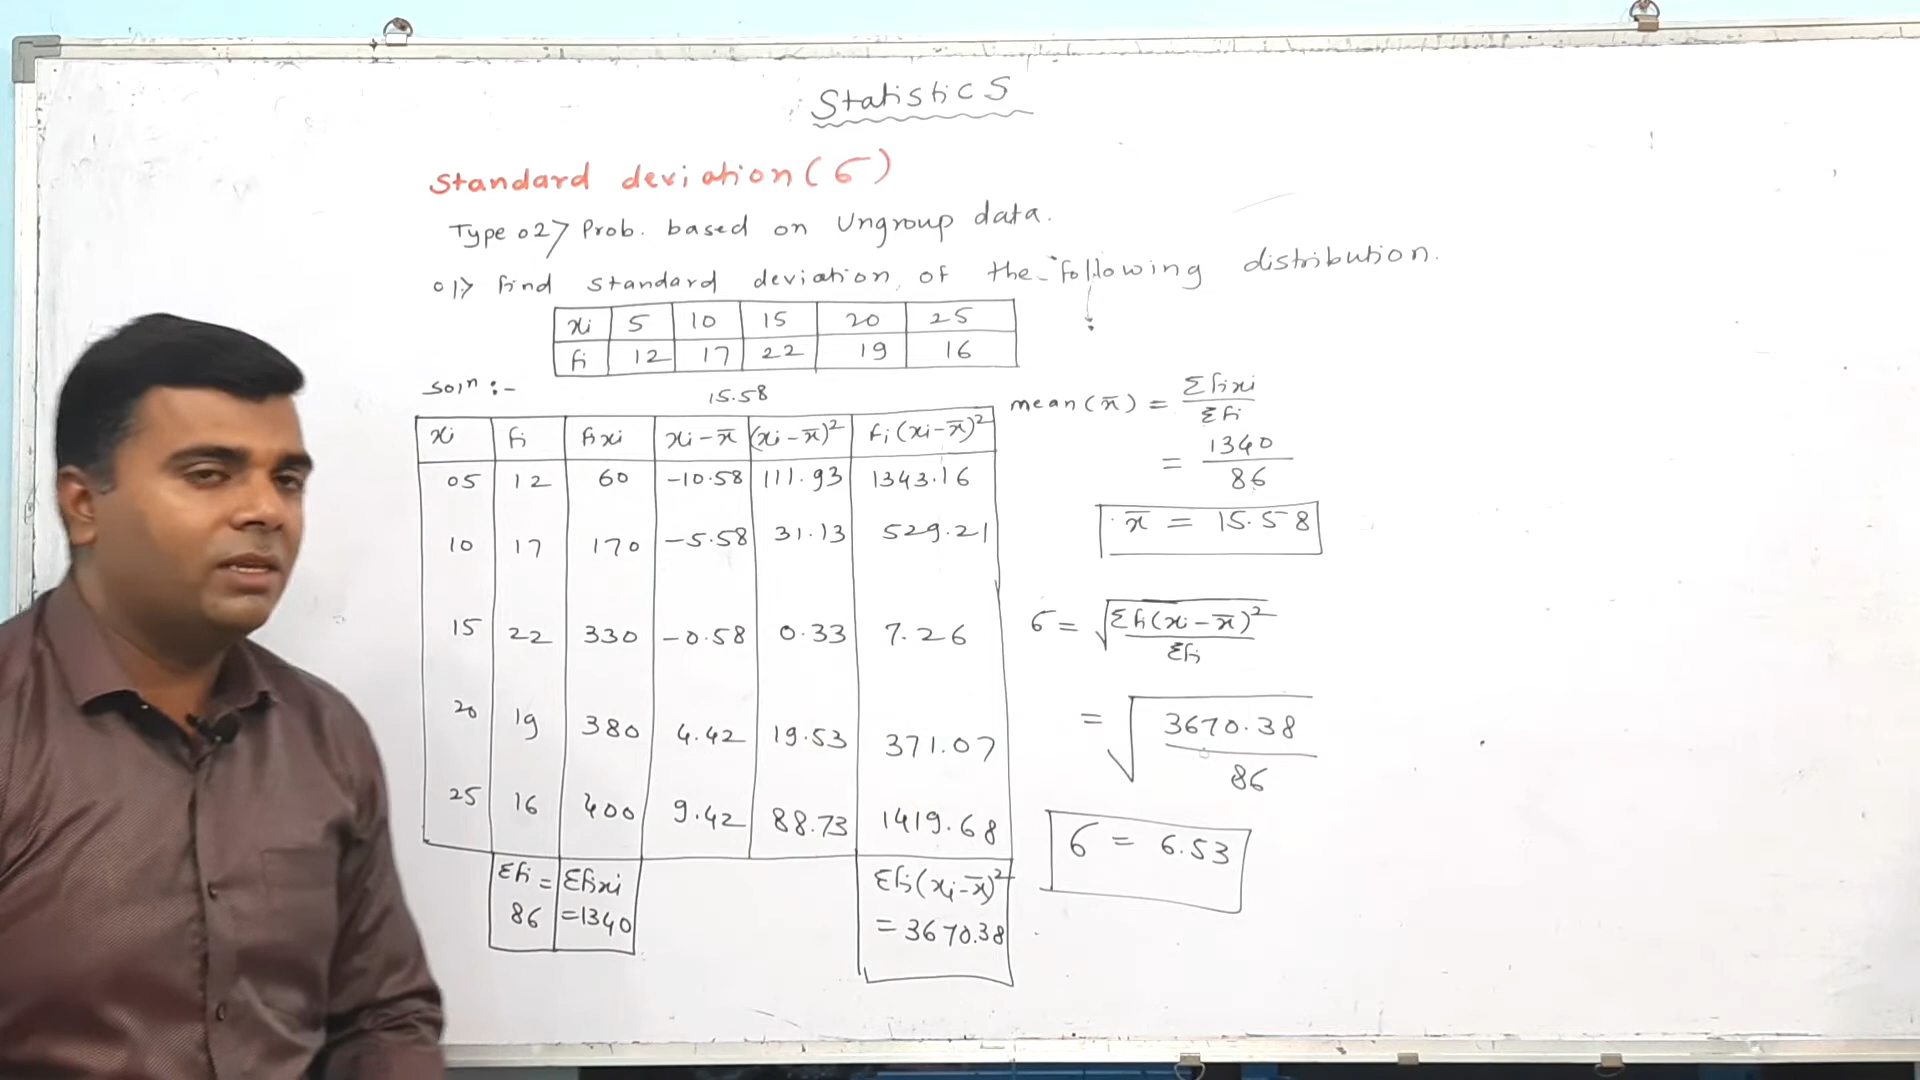 Statistics
Standard deviation (σ)
Type 02> Prob. based on Ungroup data.
01> find standard deviation, of the following distribution.
xi 5 10 15 20 25
fi 12 17 22 19 16
Soln :-
15.58
xi fi fixi xi-x̄ (xi-x̄)² fi(xi-x̄)²
05 12 60 -10.58 111.93 1343.16
10 17 170 -5.58 31.13 529.21
15 22 330 -0.58 0.33 7.26
20 19 380 4.42 19.53 371.07
25 16 400 9.42 88.73 1419.68
Σfi = 86 Σfixi =1340 Σfi(xi-x̄)² = 3670.38
mean(x̄) = Σfixi / Σfi
= 1340 / 86
x̄ = 15.58
σ = √Σfi(xi-x̄)² / Σfi
= √3670.38 / 86
σ = 6.53